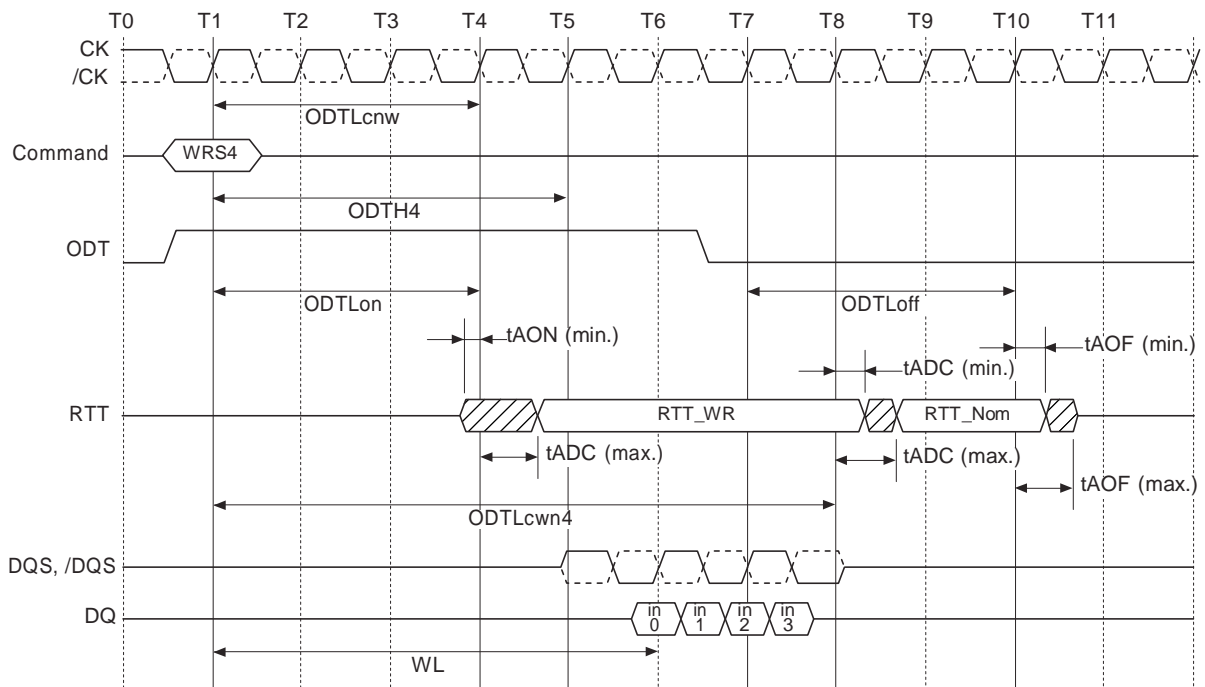 T0 T1 T2 T3 T4 T5 T6 T7 T8 T9 T10 T11
CK
/CK
ODTLcnw
Command WRS4
ODTH4
ODT
ODTLon ODTLoff
tAON (min.) tAOF (min.)
tADC (min.)
RTT RTT_WR RTT_Nom
tADC (max.) tADC (max.)
tAOF (max.)
ODTLcwn4
DQS, /DQS
DQ in 0 in 1 in 2 in 3
WL